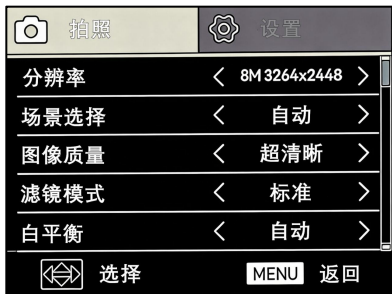 拍照 设置
分辨率 8M 3264x2448
场景选择 自动
图像质量 超清晰
滤镜模式 标准
白平衡 自动
选择 MENU 返回